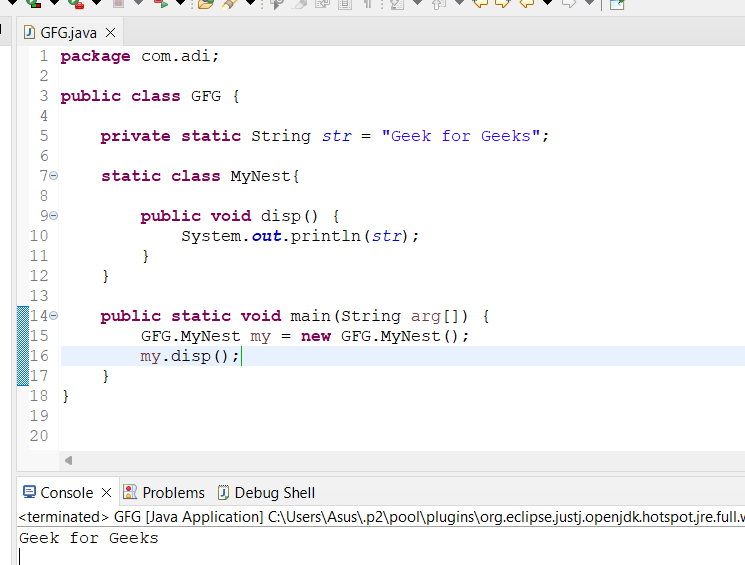 GFG.java
1 package com.adi;
2
3 public class GFG {
4
5     private static String str = "Geek for Geeks";
6
7     static class MyNest{
8
9         public void disp() {
10             System.out.println(str);
11         }
12     }
13
14     public static void main(String arg[]) {
15         GFG.MyNest my = new GFG.MyNest();
16         my.disp();
17     }
18 }
19
20
Console Problems Debug Shell
<terminated> GFG [Java Application] C:\Users\Asus\.p2\pool\plugins\org.eclipse.justj.openjdk.hotspot.jre.full.w
Geek for Geeks